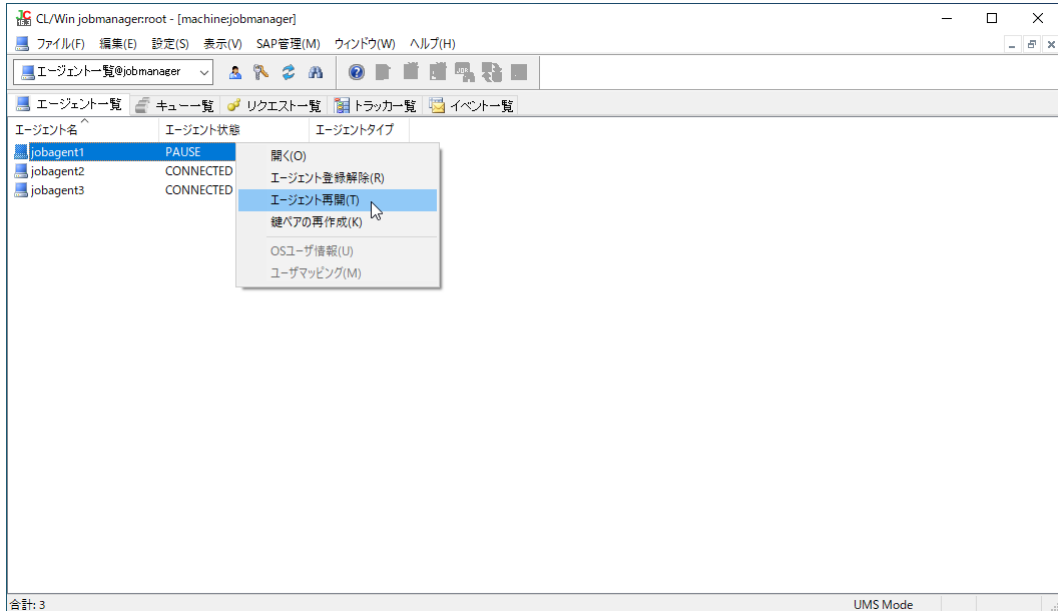 CL/Win jobmanager:root - [machine:jobmanager]
ファイル(F) 編集(E) 設定(S) 表示(V) SAP管理(M) ウィンドウ(W) ヘルプ(H)
エージェント一覧@jobmanager
エージェント一覧 キュー一覧 リクエスト一覧 トラッカ一覧 イベント一覧
エージェント名 エージェント状態 エージェントタイプ
jobagent1 PAUSE
jobagent2 CONNECTED
jobagent3 CONNECTED
開く(O)
エージェント登録解除(R)
エージェント再開(T)
鍵ペアの再作成(K)
OSユーザ情報(U)
ユーザマッピング(M)
合計: 3 UMS Mode